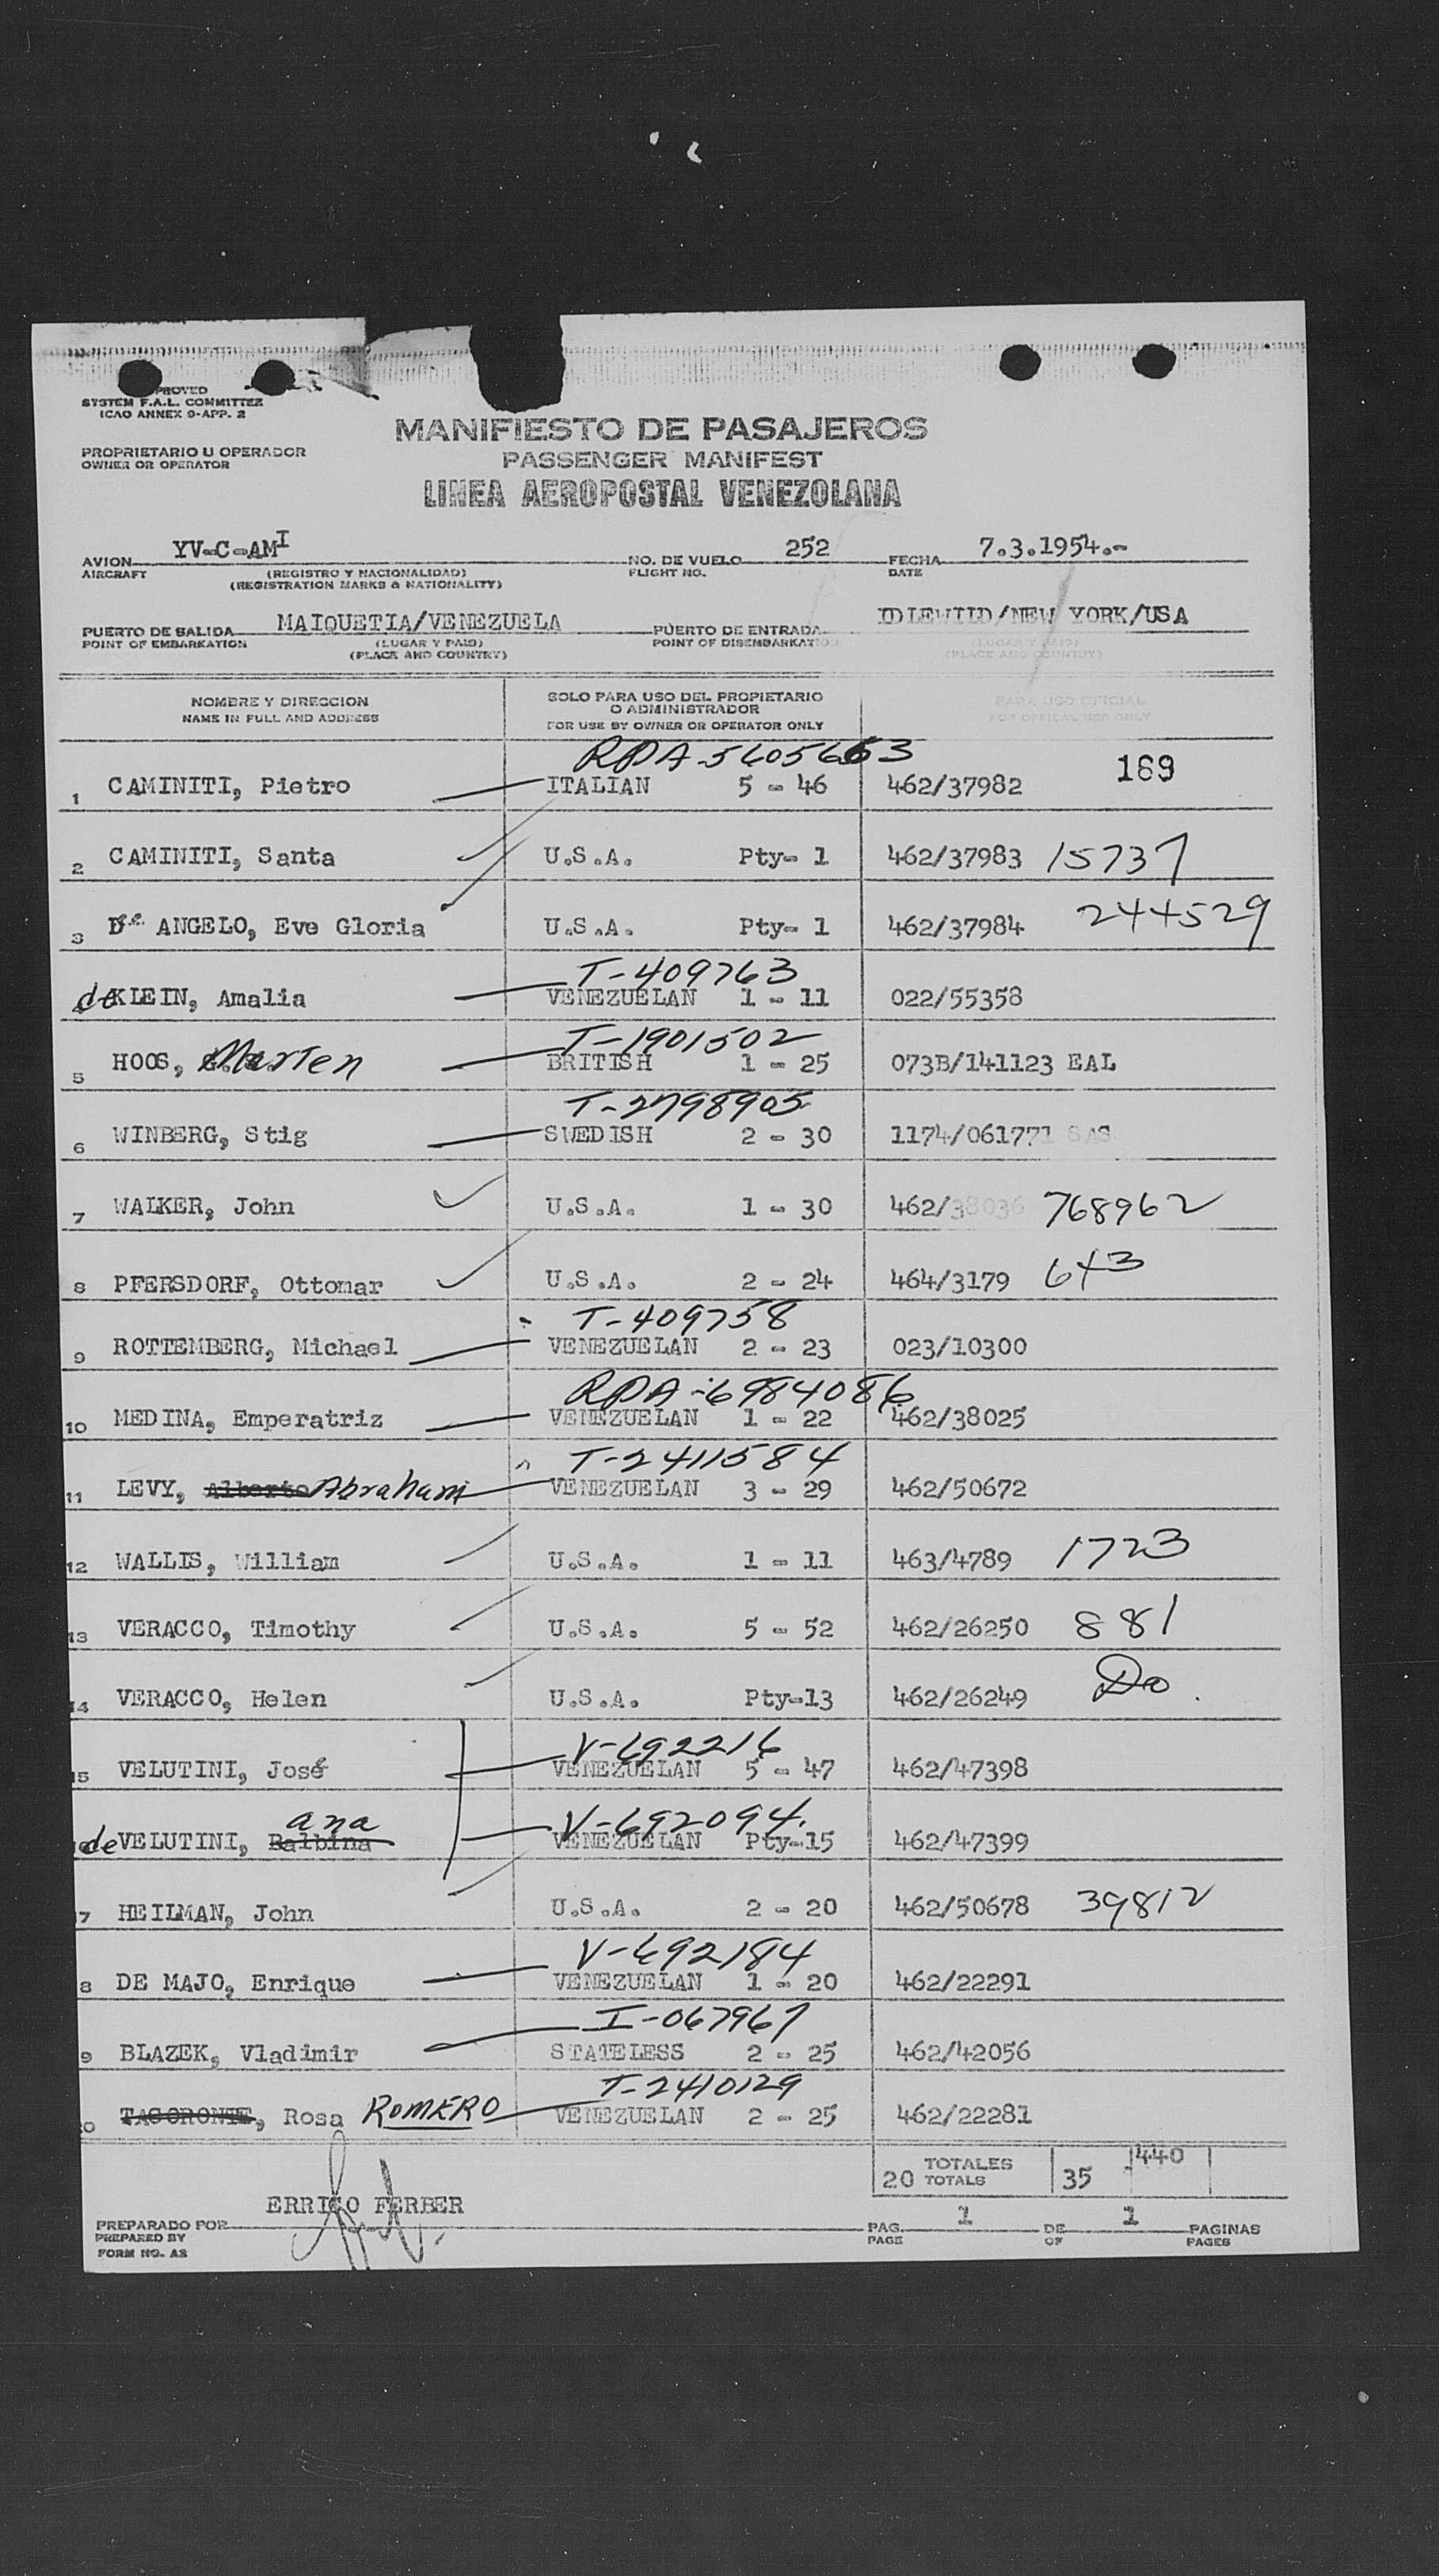 PROVED
SYSTEM F.A.L. COMMITTEE
ICAO ANNEX 9-APP. 2
MANIFIESTO DE PASAJEROS
PROPRIETARIO U OPERADOR
OWNER OR OPERATOR
PASSENGER MANIFEST
LINEA AEROPOSTAL VENEZOLANA
AVION YV-C-AMI NO. DE VUELO 252 FECHA 7.3.1954.-
AIRCRAFT (REGISTRO Y NACIONALIDAD) FLIGHT NO. DATE
(REGISTRATION MARKS & NATIONALITY)
PUERTO DE SALIDA MAIQUETIA/VENEZUELA PUERTO DE ENTRADA IDLEWILD/NEW YORK/USA
POINT OF EMBARKATION (LUGAR Y PAIS) POINT OF DISEMBARKATION (LUGAR Y PAIS)
(PLACE AND COUNTRY) (PLACE AND COUNTRY)
NOMBRE Y DIRECCION SOLO PARA USO DEL PROPIETARIO PARA USO OFICIAL
NAME IN FULL AND ADDRESS O ADMINISTRADOR FOR OFFICAL USE ONLY
FOR USE BY OWNER OR OPERATOR ONLY
RPA-5605663
1 CAMINITI, Pietro ITALIAN 5 - 46 462/37982 189
2 CAMINITI, Santa U.S.A. Pty- 1 462/37983 15737
3 ANGELO, Eve Gloria U.S.A. Pty- 1 462/37984 244529
T-409763
de KLEIN, Amalia VENEZUELAN 1 - 11 022/55358
T-1901502
5 HOOS, Marten BRITISH 1 - 25 073B/141123 EAL
T-2798905
6 WINBERG, Stig SWEDISH 2 - 30 1174/061771 SAS
7 WALKER, John U.S.A. 1 - 30 462/38036 768962
8 PFERSDORF, Ottomar U.S.A. 2 - 24 464/3179 643
T-409758
9 ROTTEMBERG, Michael VENEZUELAN 2 - 23 023/10300
RPA-6984086
10 MEDINA, Emperatriz VENEZUELAN 1 - 22 462/38025
T-2411584
11 LEVY, Alberto Abraham VENEZUELAN 3 - 29 462/50672
12 WALLIS, William U.S.A. 1 - 11 463/4789 1723
13 VERACCO, Timothy U.S.A. 5 - 52 462/26250 881
14 VERACCO, Helen U.S.A. Pty-13 462/26249 Do.
V-692216
15 VELUTINI, José VENEZUELAN 5 - 47 462/47398
ana V-692094.
de VELUTINI, Balbina VENEZUELAN Pty-15 462/47399
7 HEILMAN, John U.S.A. 2 - 20 462/50678 39812
V-692184
8 DE MAJO, Enrique VENEZUELAN 1 - 20 462/22291
I-067967
9 BLAZEK, Vladimir STATELESS 2 - 25 462/42056
T-2410129
0 TACORONTE, Rosa ROMERO VENEZUELAN 2 - 25 462/22281
20 TOTALES 35 440
TOTALS
ERRICO FERBER
PREPARADO POR PAG. 1 DE 1 PAGINAS
PREPARED BY PAGE OF PAGES
FORM NO. A2